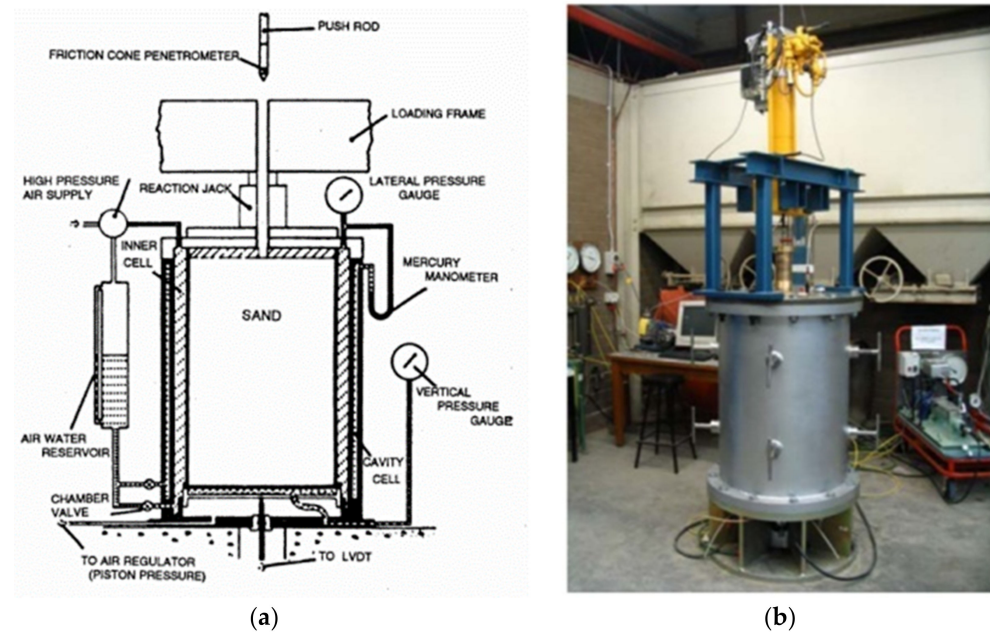 PUSH ROD
FRICTION CONE PENETROMETER
LOADING FRAME
HIGH PRESSURE
AIR SUPPLY
REACTION JACK
LATERAL PRESSURE
GAUGE
INNER
CELL
MERCURY
MANOMETER
SAND
VERTICAL
PRESSURE
GAUGE
AIR WATER
RESERVOIR
CAVITY
CELL
CHAMBER
VALVE
TO AIR REGULATOR
(PISTON PRESSURE)
TO LVDT
(a)
(b)